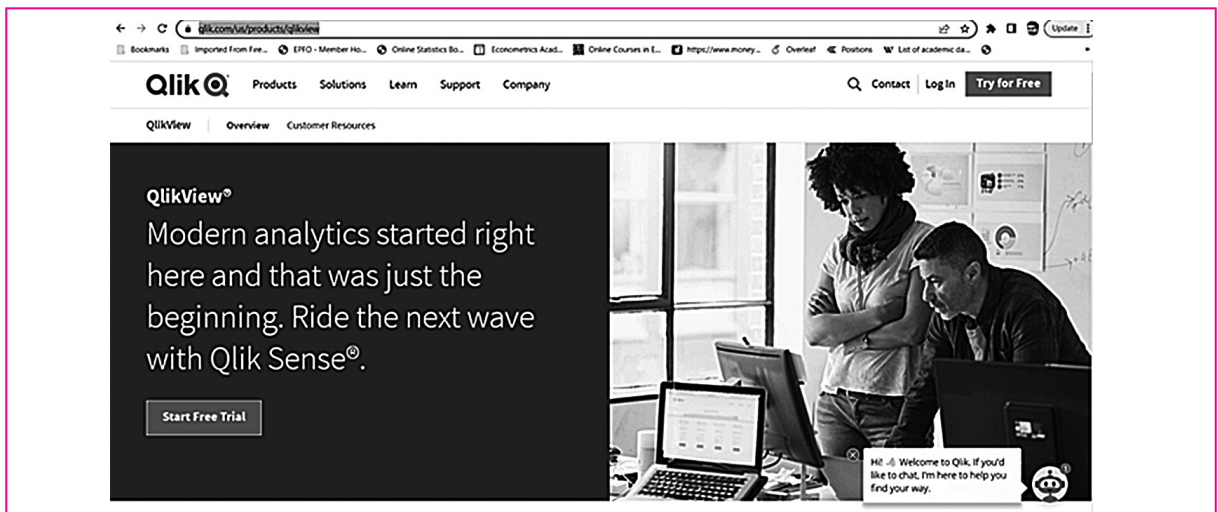 qlik.com/us/products/qlikview
Update
Bookmarks Imported From Fire... EPFO - Member Ho... Online Statistics Bo... Econometrics Acad... Online Courses in E... https://www.money... Overleaf Positions List of academic da...
Qlik Products Solutions Learn Support Company Contact Log In Try for Free
QlikView Overview Customer Resources
QlikView®
Modern analytics started right
here and that was just the
beginning. Ride the next wave
with Qlik Sense®.
Start Free Trial
Hi! Welcome to Qlik. If you'd
like to chat, I'm here to help you
find your way.
1